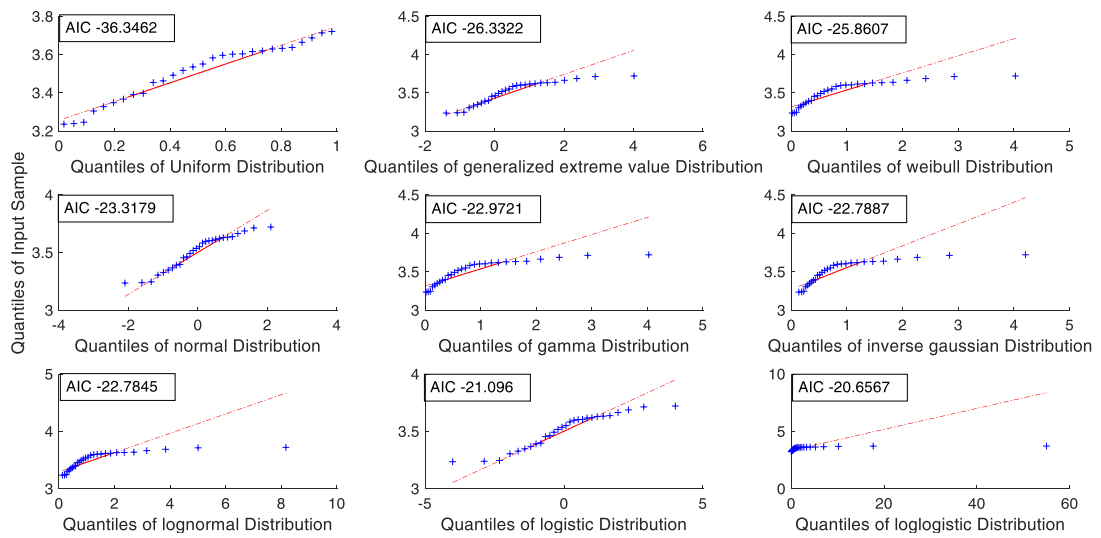 Quantiles of Input Sample
AIC -36.3462
3.8
3.6
3.4
3.2
0 0.2 0.4 0.6 0.8 1
Quantiles of Uniform Distribution
AIC -26.3322
4.5
4
3.5
3
-2 0 2 4 6
Quantiles of generalized extreme value Distribution
AIC -25.8607
4.5
4
3.5
3
0 1 2 3 4 5
Quantiles of weibull Distribution
AIC -23.3179
4
3.5
3
-4 -2 0 2 4
Quantiles of normal Distribution
AIC -22.9721
4.5
4
3.5
3
0 1 2 3 4 5
Quantiles of gamma Distribution
AIC -22.7887
4.5
4
3.5
3
0 1 2 3 4 5
Quantiles of inverse gaussian Distribution
AIC -22.7845
5
4
3
0 2 4 6 8 10
Quantiles of lognormal Distribution
AIC -21.096
4
3.5
3
-5 0 5
Quantiles of logistic Distribution
AIC -20.6567
10
5
0
0 20 40 60
Quantiles of loglogistic Distribution